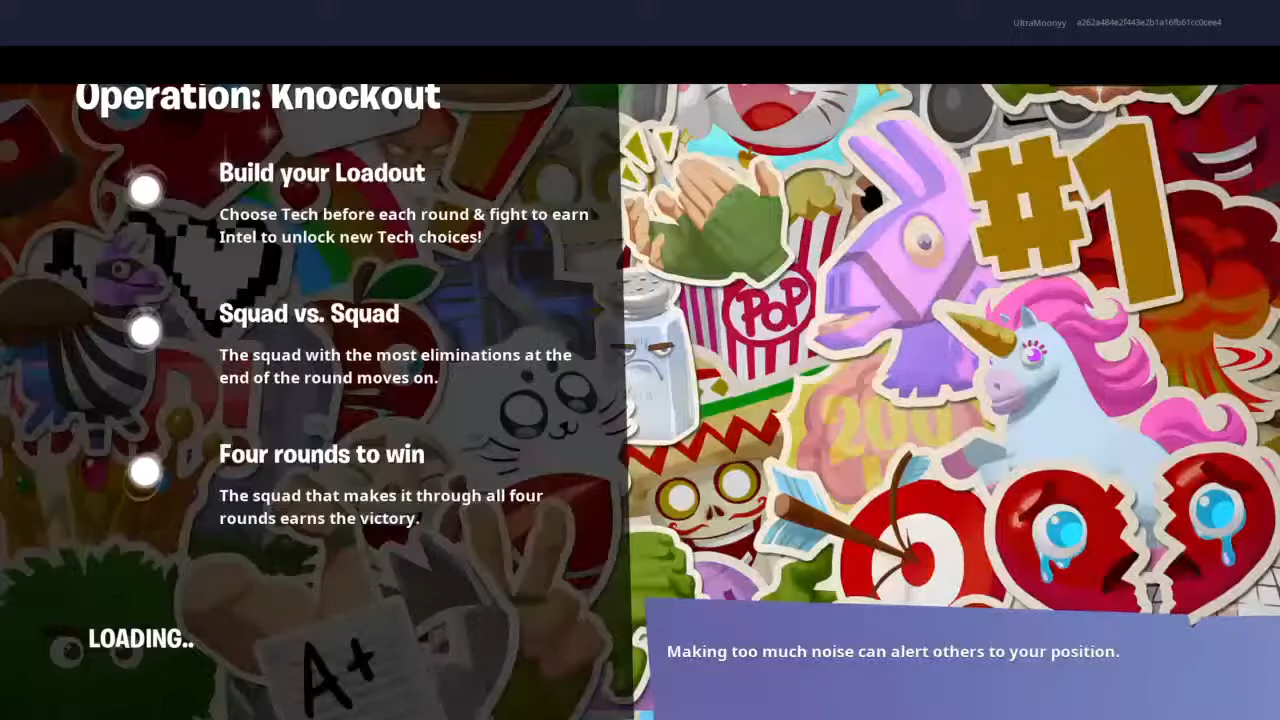 UltraMoonyy a262a484e2f443e2b1a16fb61cc0cee4
Operation: Knockout
Build your Loadout
Choose Tech before each round & fight to earn
Intel to unlock new Tech choices!
Squad vs. Squad
The squad with the most eliminations at the
end of the round moves on.
Four rounds to win
The squad that makes it through all four
rounds earns the victory.
LOADING..
A+
#1
POP
200
Making too much noise can alert others to your position.